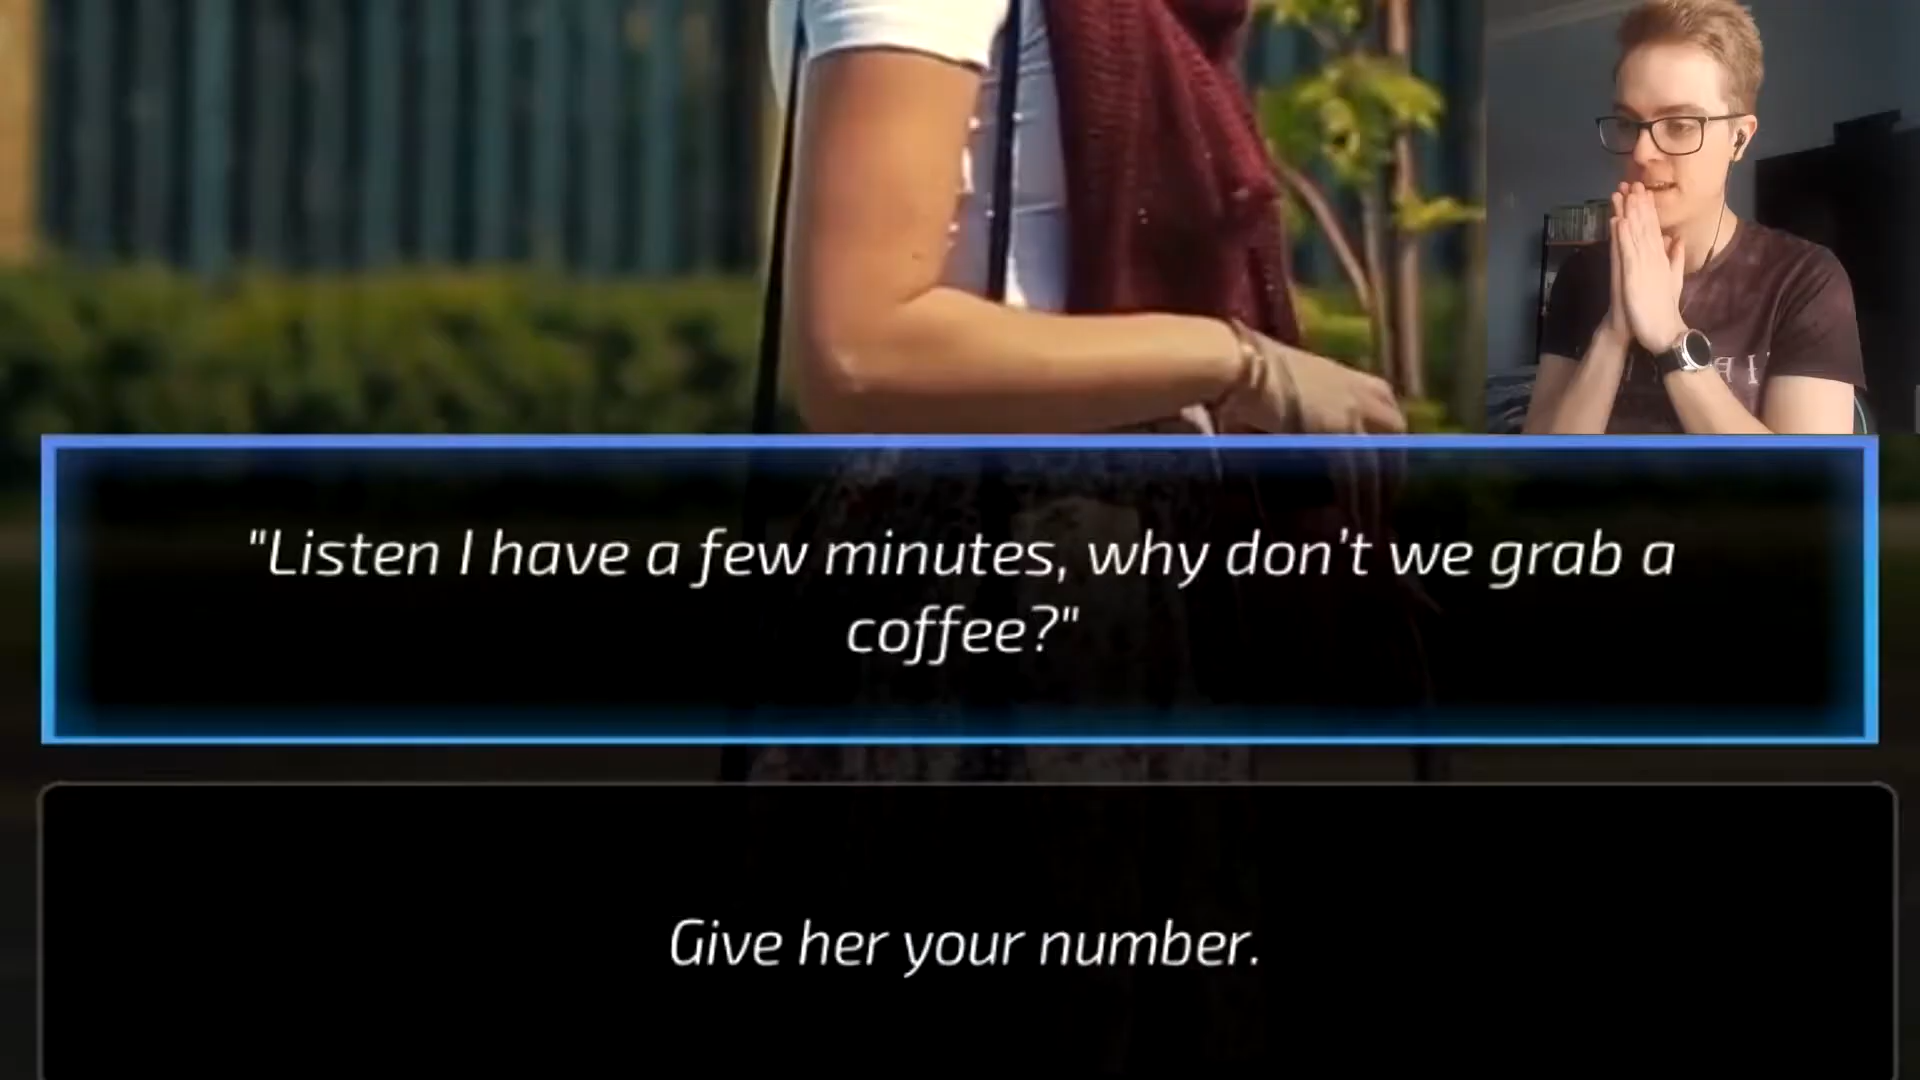 "Listen I have a few minutes, why don't we grab a
coffee?"
Give her your number.